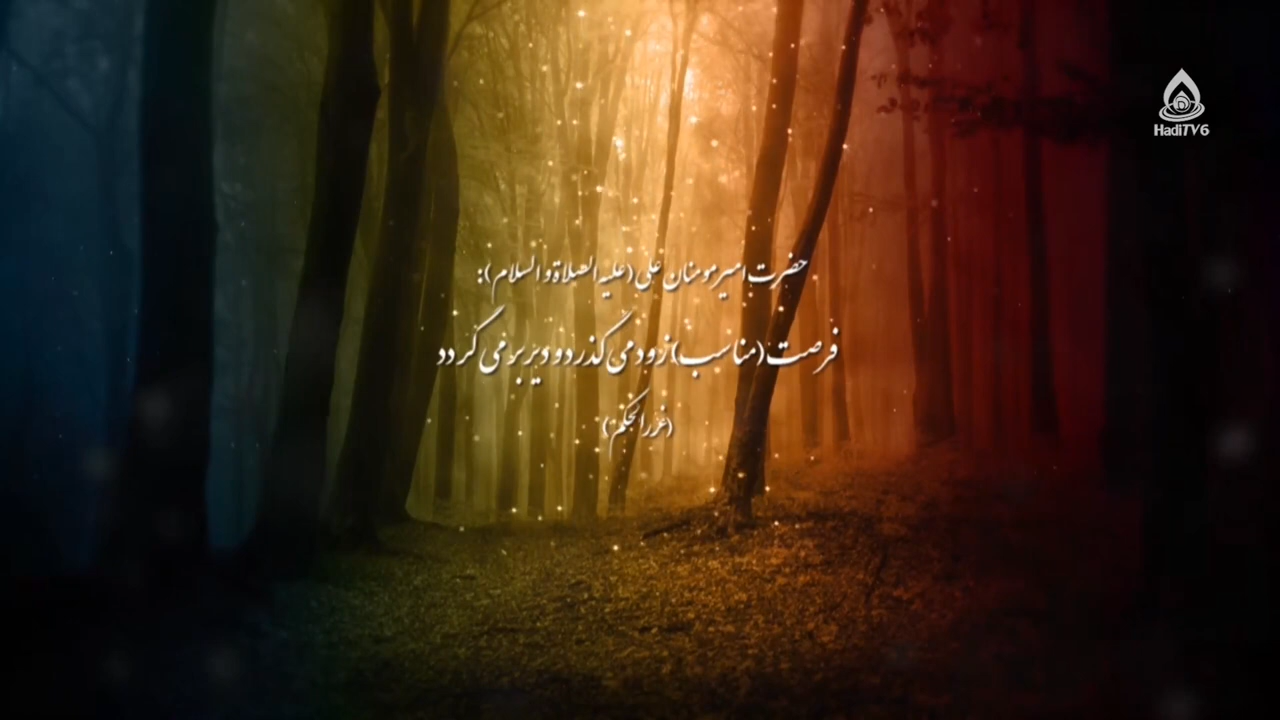 HadiTV6
حضرت امیرمومنان علی (علیه الصلاة و السلام):
فرصت (مناسب) زود می گذرد و دیر بر می گردد
(غررالحکم)